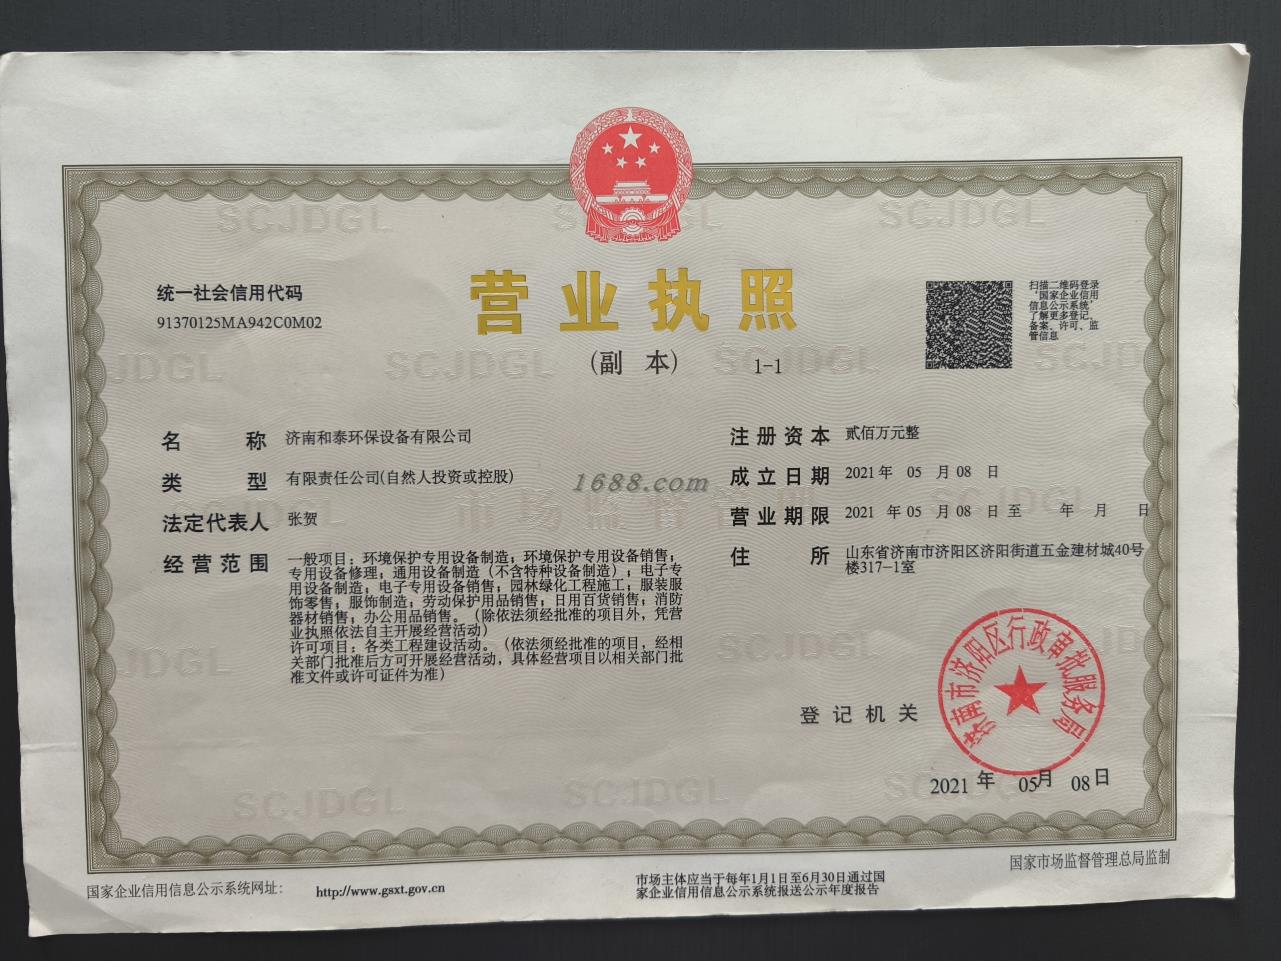 统一社会信用代码
91370125MA942C0M02
营业执照
(副 本) 1-1
扫描二维码登录
'国家企业信用
信息公示系统'
了解更多登记、
备案、许可、监
管信息
名 称 济南和泰环保设备有限公司
类 型 有限责任公司(自然人投资或控股)
法定代表人 张贺
经营范围 一般项目：环境保护专用设备制造；环境保护专用设备销售；
专用设备修理；通用设备制造（不含特种设备制造）；电子专
用设备制造；电子专用设备销售；园林绿化工程施工；服装服
饰零售；服饰制造；劳动保护用品销售；日用百货销售；消防
器材销售；办公用品销售。（除依法须经批准的项目外，凭营
业执照依法自主开展经营活动）
许可项目：各类工程建设活动。（依法须经批准的项目，经相
关部门批准后方可开展经营活动，具体经营项目以相关部门批
准文件或许可证件为准）
注册资本 贰佰万元整
成立日期 2021年 05 月 08 日
营业期限 2021 年 05 月 08 日 至 年 月 日
住 所 山东省济南市济阳区济阳街道五金建材城40号
楼317-1室
1688.com
市场监督管理
SCJDGL
SCJDGL
SCJDGL
SCJDGL
SCJDGL
SCJDGL
SCJDGL
SCJDGL
SCJDGL
登记机关
济南市济阳区行政审批服务局
2021 年 05月 08日
国家企业信用信息公示系统网址： http://www.gsxt.gov.cn
市场主体应当于每年1月1日至6月30日通过国
家企业信用信息公示系统报送公示年度报告
国家市场监督管理总局监制